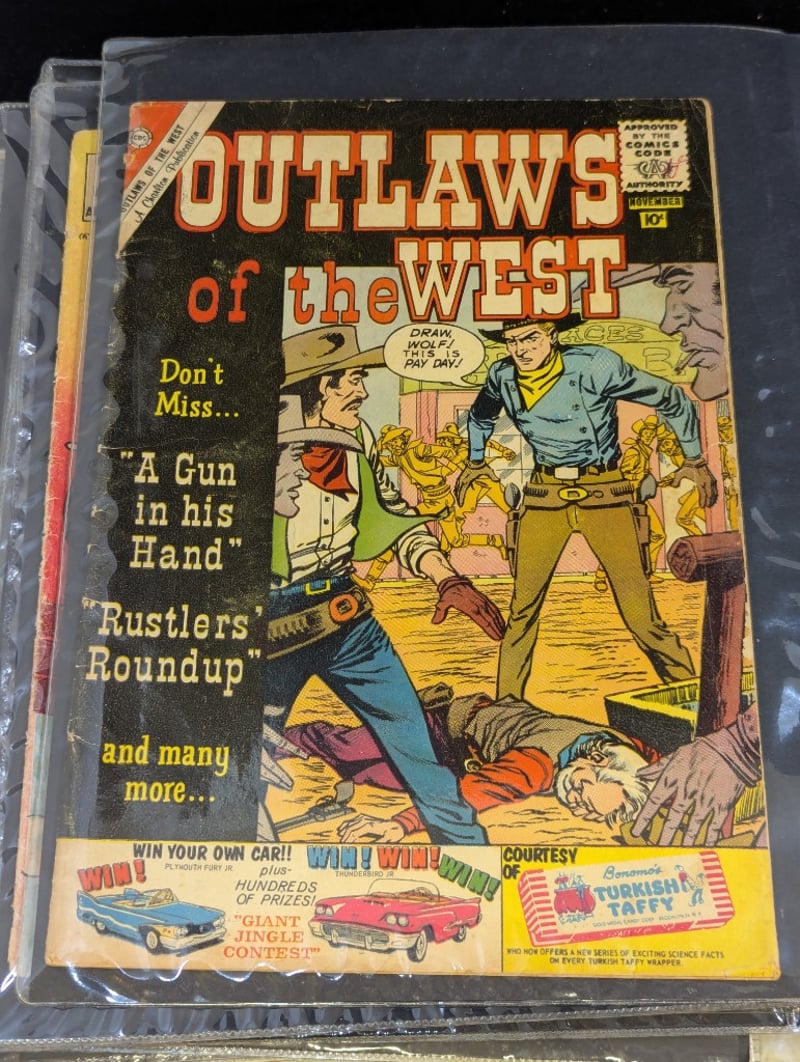 CDC
OUTLAWS OF THE WEST
A Charlton Publication
OUTLAWS
of the WEST
APPROVED
BY THE
COMICS
CODE
CA
AUTHORITY
NOVEMBER
10¢
DRAW,
WOLF!
THIS IS
PAY DAY!
ACES
B
Don't
Miss...
"A Gun
in his
Hand"
"Rustlers'
Roundup"
and many
more...
WIN!
WIN YOUR OWN CAR!!
PLYMOUTH FURY JR.
plus-
HUNDREDS
OF PRIZES!
"GIANT
JINGLE
CONTEST"
WIN! WIN! WIN!
THUNDERBIRD JR
COURTESY
OF
Bonomo's
TURKISH
TAFFY
WHO NOW OFFERS A NEW SERIES OF EXCITING SCIENCE FACTS
ON EVERY TURKISH TAFFY WRAPPER.